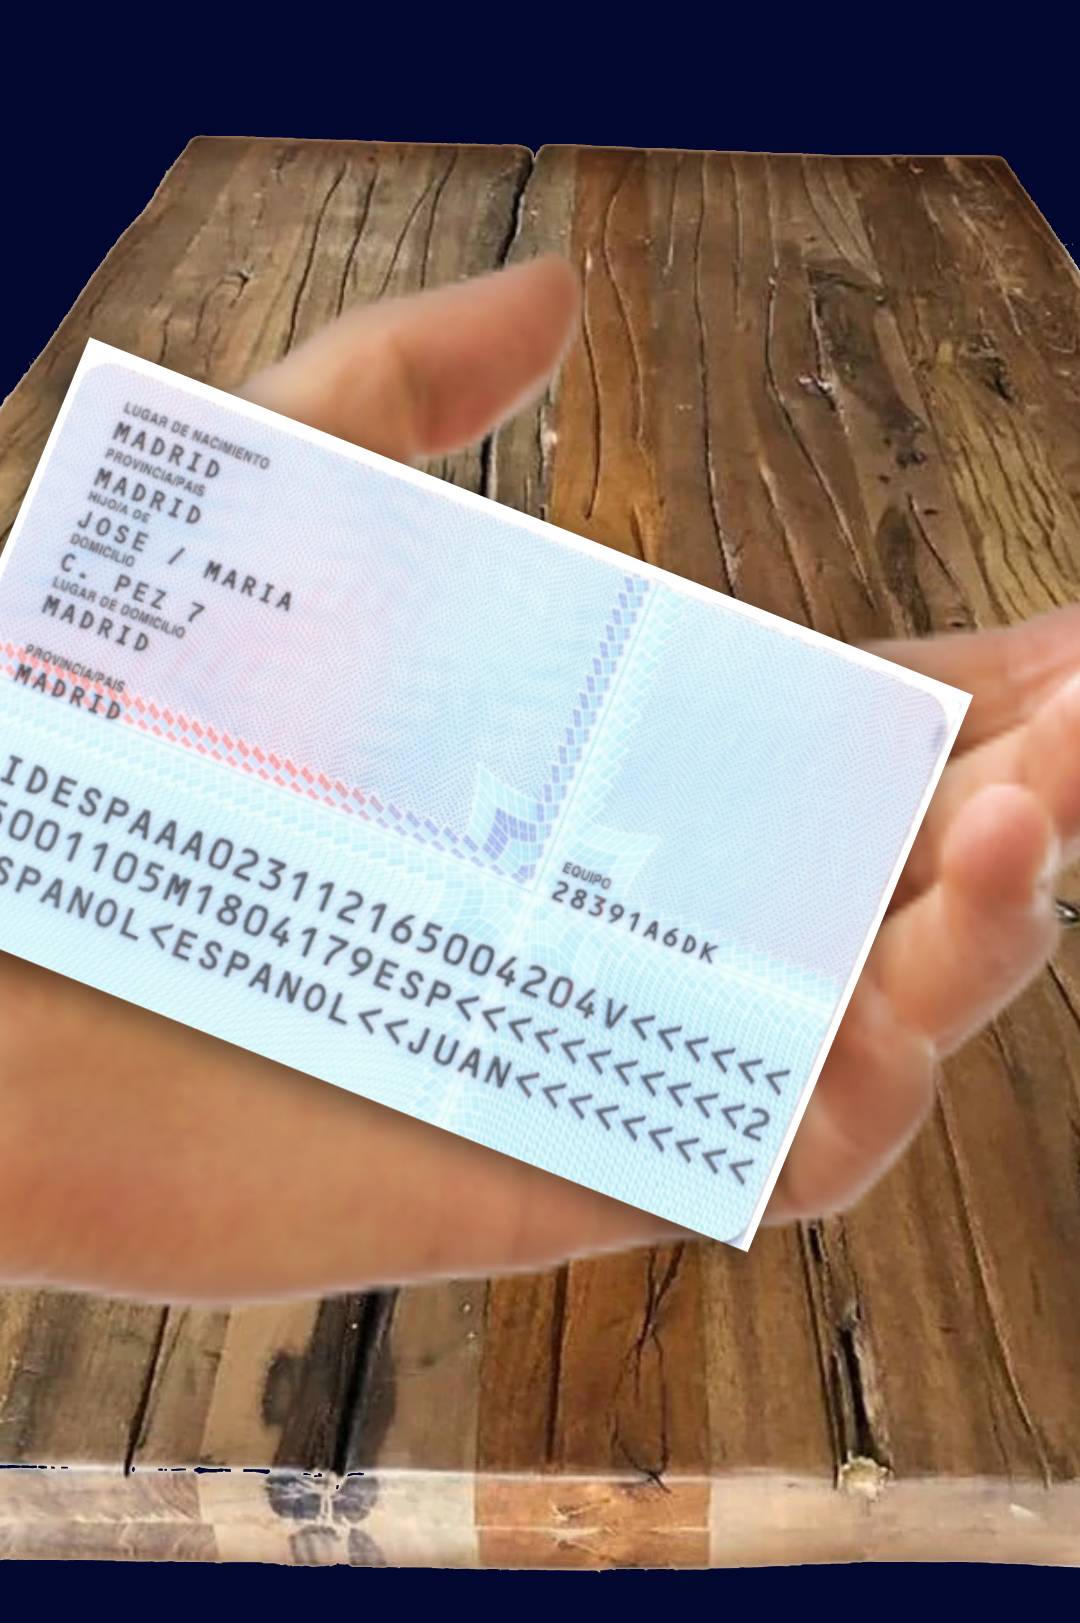 LUGAR DE NACIMIENTO
MADRID
PROVINCIA/PAIS
MADRID
HIJO/A DE
JOSE / MARIA
DOMICILIO
C. PEZ 7
LUGAR DE DOMICILIO
MADRID
PROVINCIA/PAIS
MADRID
EQUIPO
28391A6DK
IDESPAAA023112165004204V<<<<<<
5001105M1804179ESP<<<<<<<<<<<2
SPANOL<ESPANOL<<JUAN<<<<<<<<<